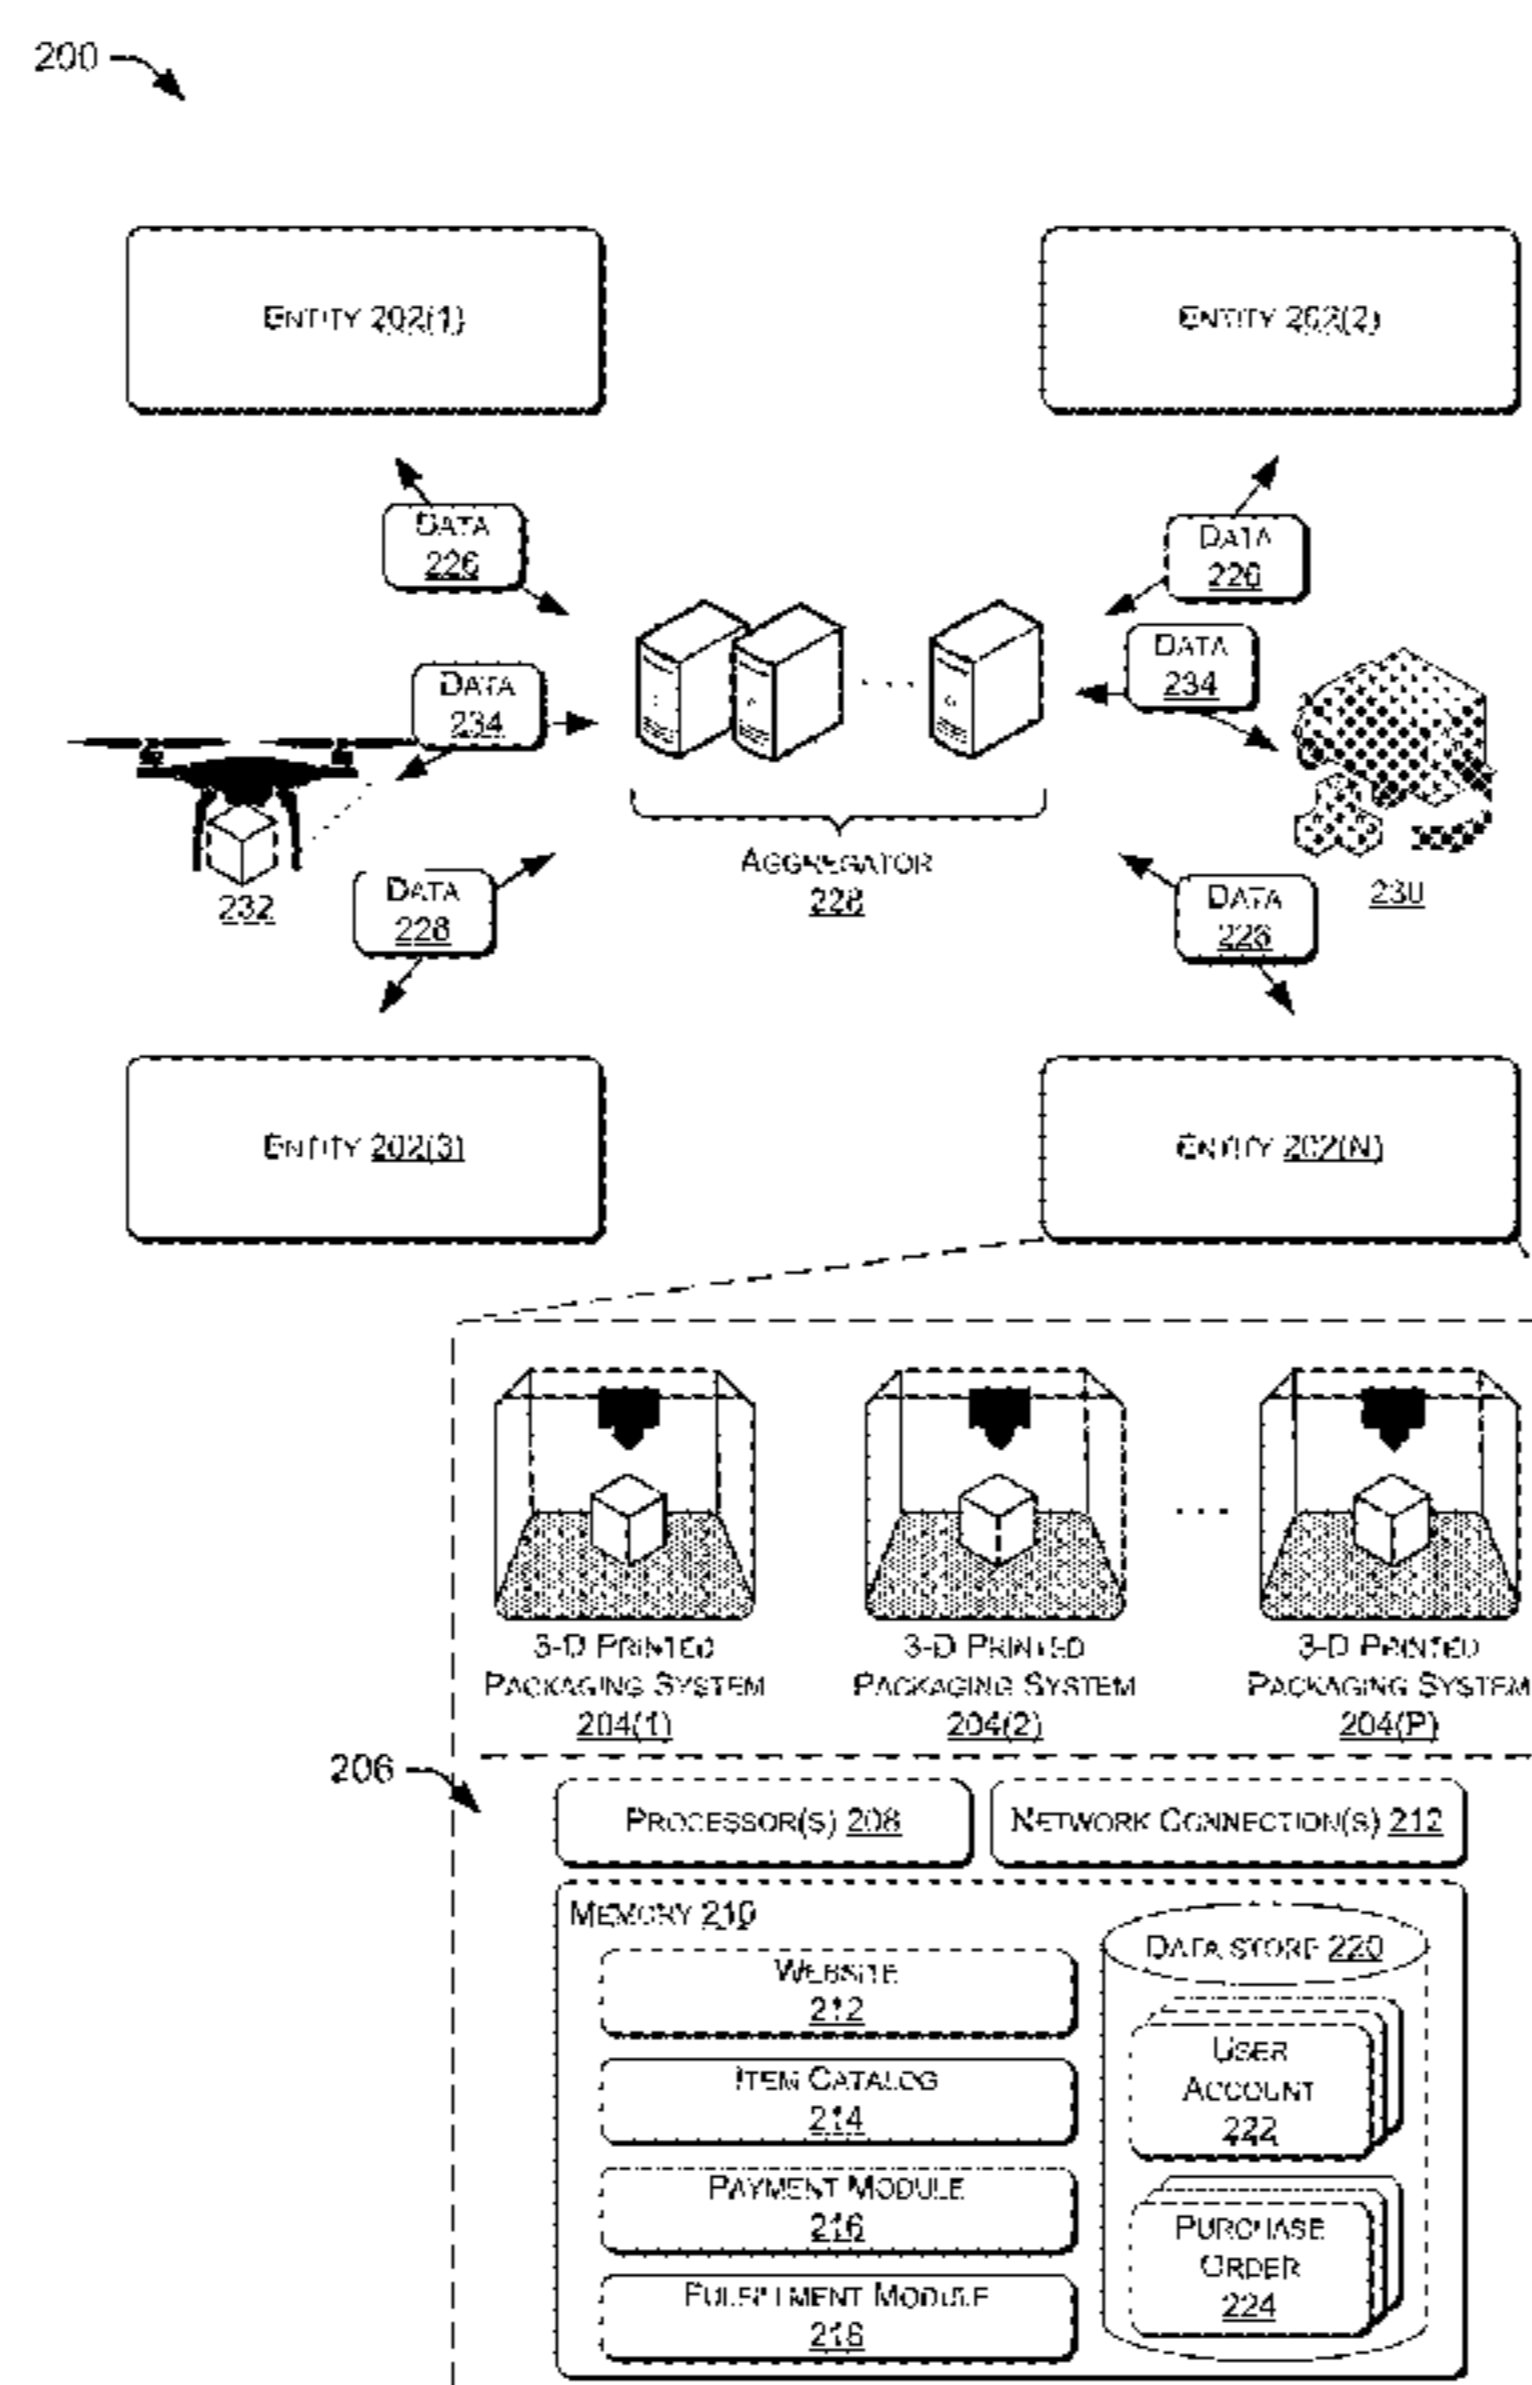 200
ENTITY 202(1)
ENTITY 202(2)
DATA
226
DATA
226
DATA
234
DATA
234
AGGREGATOR
228
232
230
DATA
226
DATA
226
ENTITY 202(3)
ENTITY 202(N)
3-D PRINTED
PACKAGING SYSTEM
204(1)
3-D PRINTED
PACKAGING SYSTEM
204(2)
...
3-D PRINTED
PACKAGING SYSTEM
204(P)
206
PROCESSOR(S) 208
NETWORK CONNECTION(S) 212
MEMORY 210
WEBSITE
212
ITEM CATALOG
214
PAYMENT MODULE
216
FULFILLMENT MODULE
218
DATA STORE 220
USER
ACCOUNT
222
PURCHASE
ORDER
224